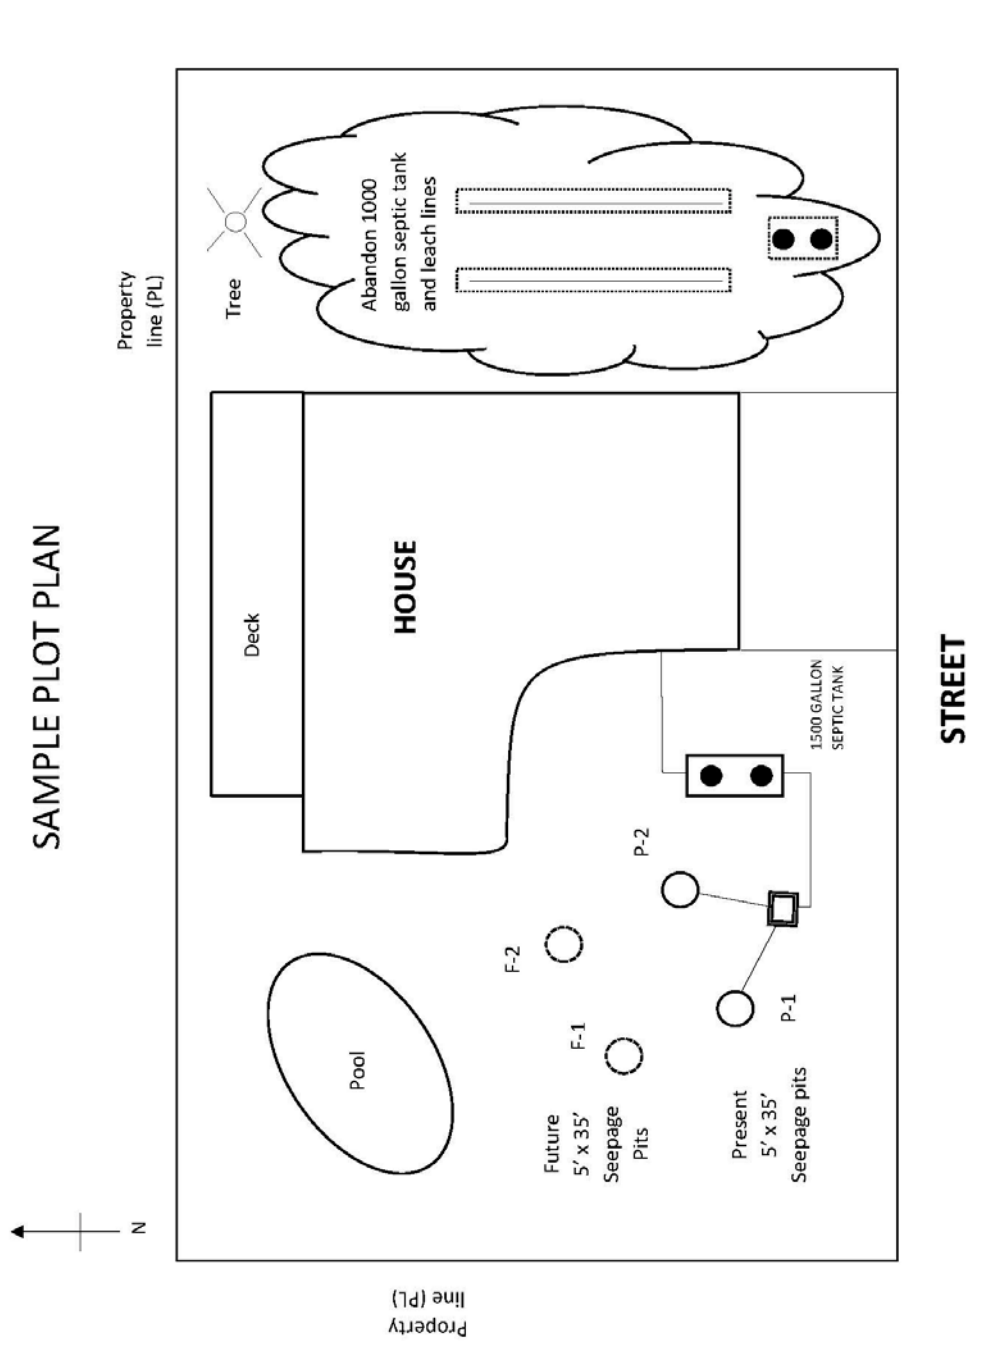 SAMPLE PLOT PLAN
N
Property
line (PL)
Property
line (PL)
Tree
Abandon 1000
gallon septic tank
and leach lines
Deck
HOUSE
Pool
F-2
F-1
P-2
P-1
Future
5’ x 35’
Seepage
Pits
Present
5’ x 35’
Seepage pits
1500 GALLON
SEPTIC TANK
STREET